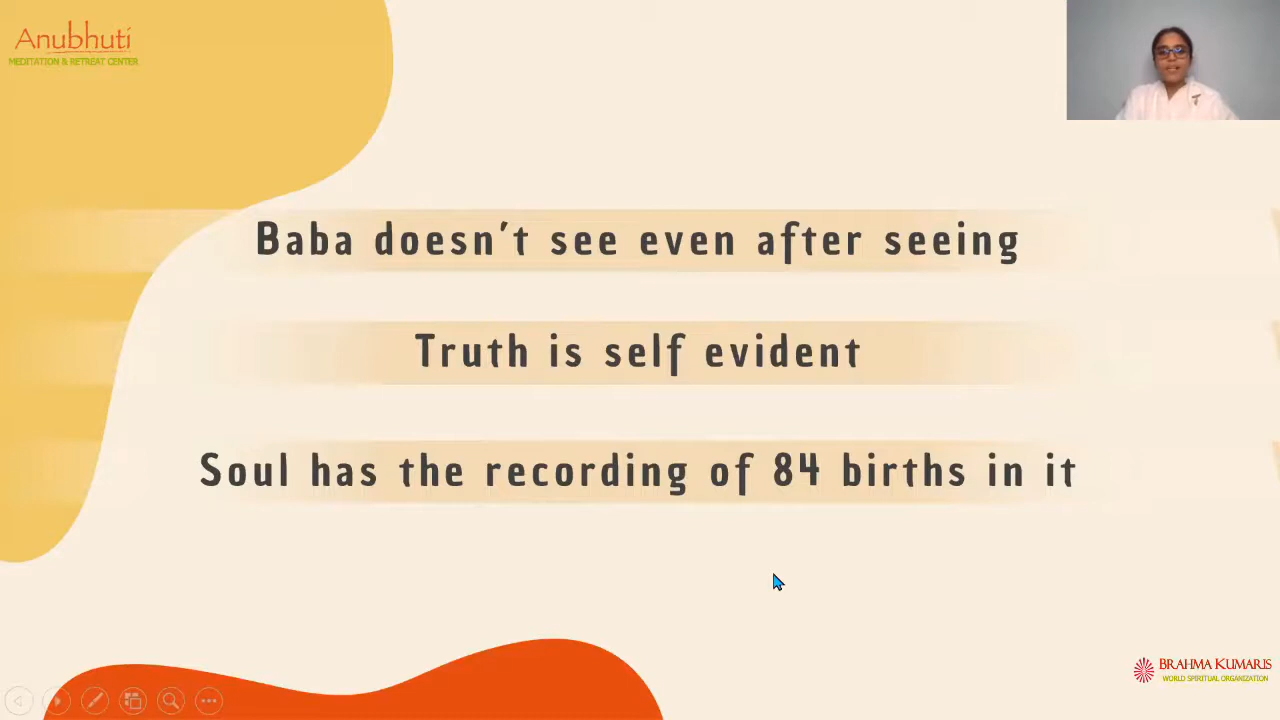 Anubhuti
MEDITATION & RETREAT CENTER
Baba doesn't see even after seeing
Truth is self evident
Soul has the recording of 84 births in it
BRAHMA KUMARIS
WORLD SPIRITUAL ORGANIZATION